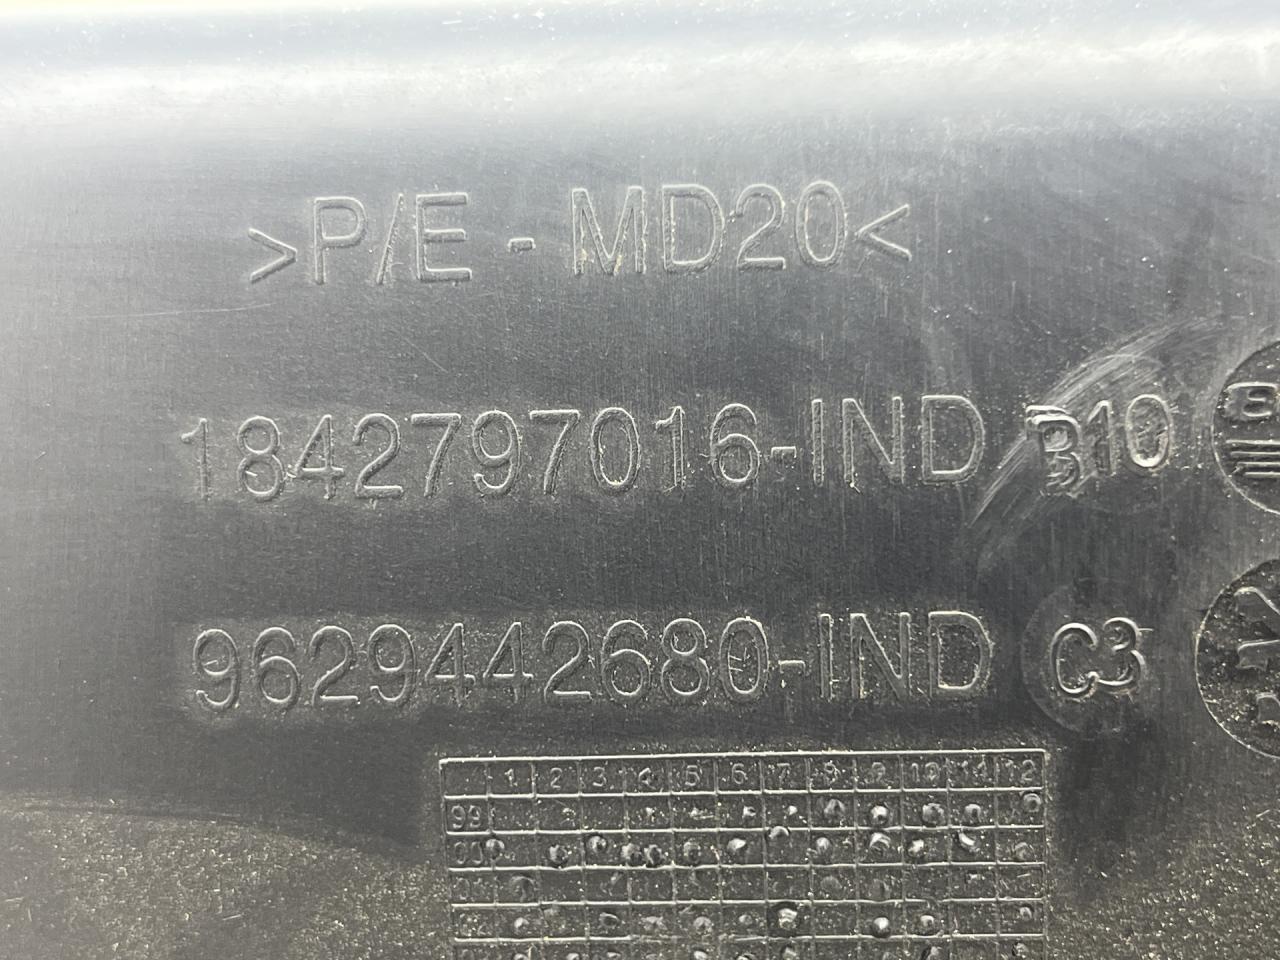 >P/E - MD20<
1842797016-IND B10
9629442680-IND C3
1 2 3 4 5 6 7 8 9 10 11 12
99